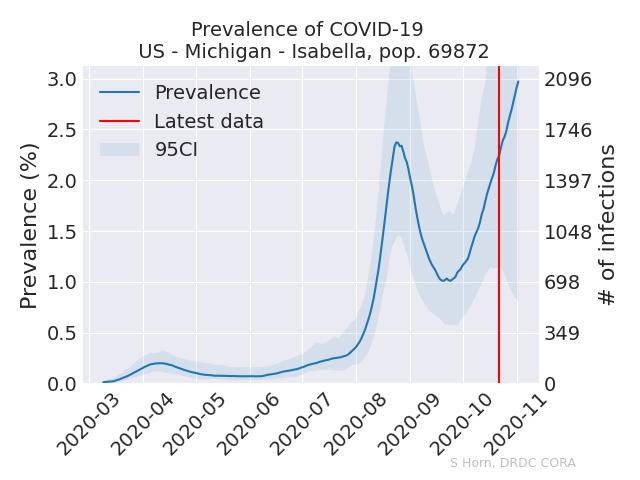 Prevalence of COVID-19
US - Michigan - Isabella, pop. 69872
Prevalence (%)
3.0
2.5
2.0
1.5
1.0
0.5
0.0
Prevalence
Latest data
95CI
2096
1746
1397
1048
698
349
0
# of infections
2020-03
2020-04
2020-05
2020-06
2020-07
2020-08
2020-09
2020-10
2020-11
S Horn, DRDC CORA